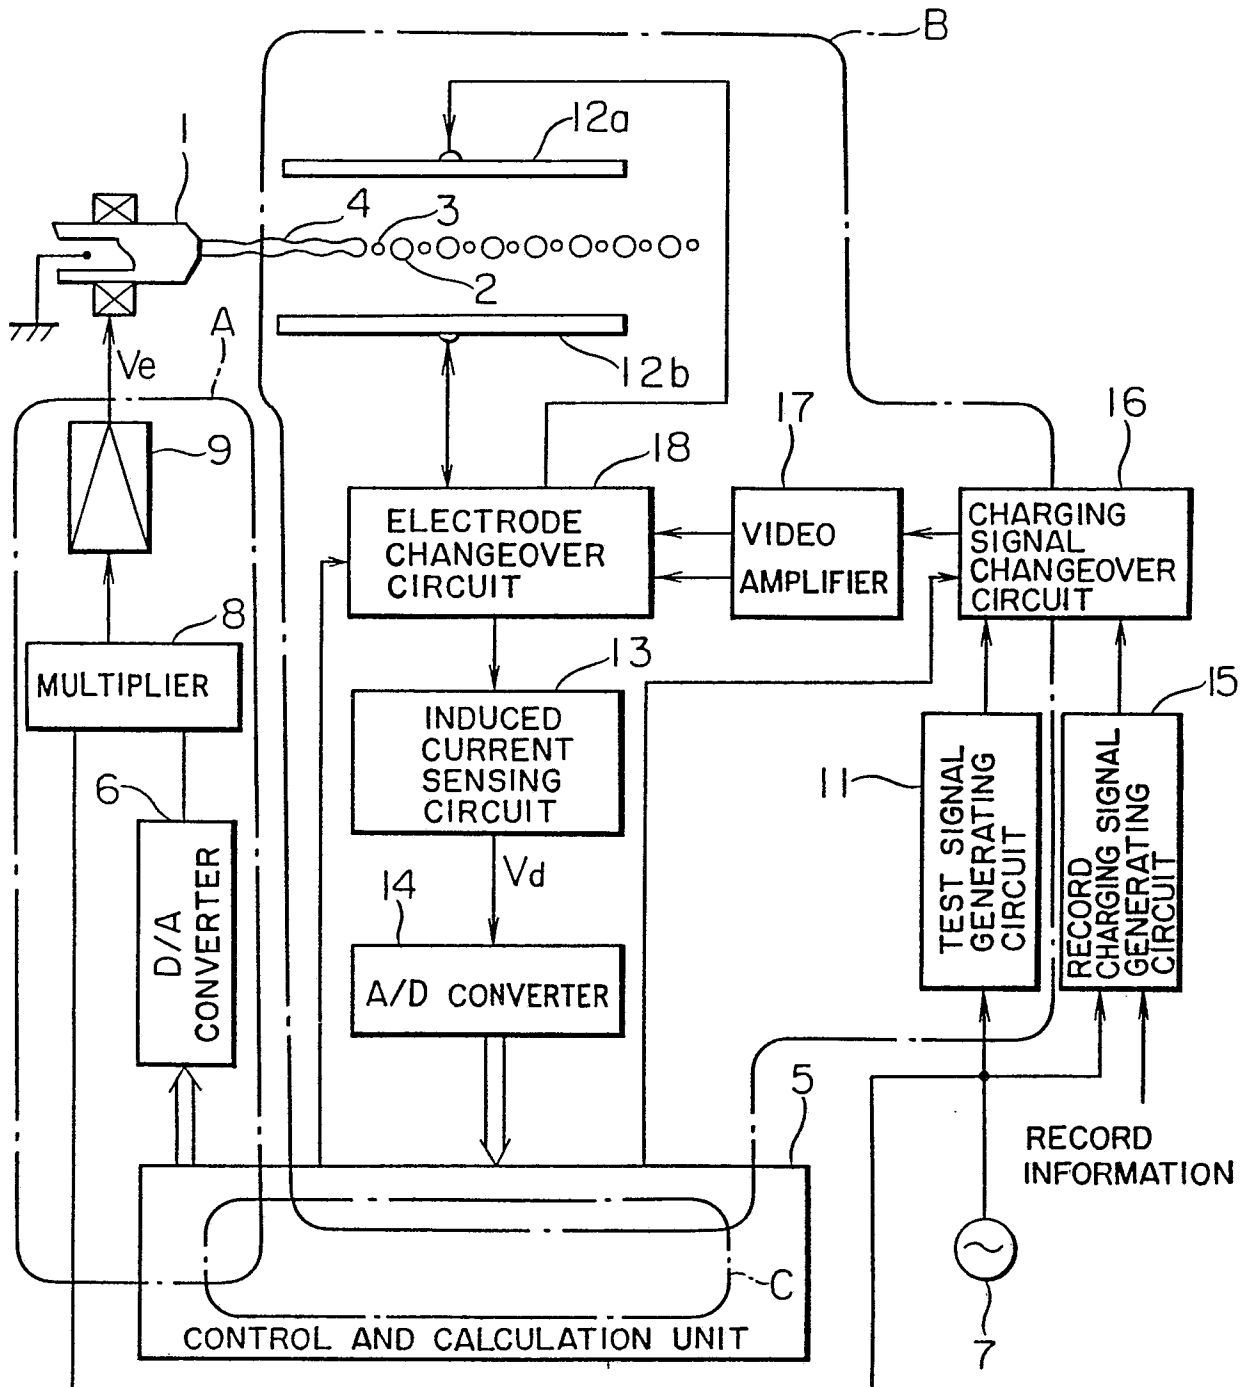 B
12a
1
4
3
2
A
Ve
12b
17
16
9
18
ELECTRODE
CHANGEOVER
CIRCUIT
VIDEO
AMPLIFIER
CHARGING
SIGNAL
CHANGEOVER
CIRCUIT
8
MULTIPLIER
13
15
INDUCED
CURRENT
SENSING
CIRCUIT
11
TEST SIGNAL
GENERATING
CIRCUIT
RECORD
CHARGING SIGNAL
GENERATING
CIRCUIT
6
D/A
CONVERTER
Vd
14
A/D CONVERTER
5
RECORD
INFORMATION
C
CONTROL AND CALCULATION UNIT
7